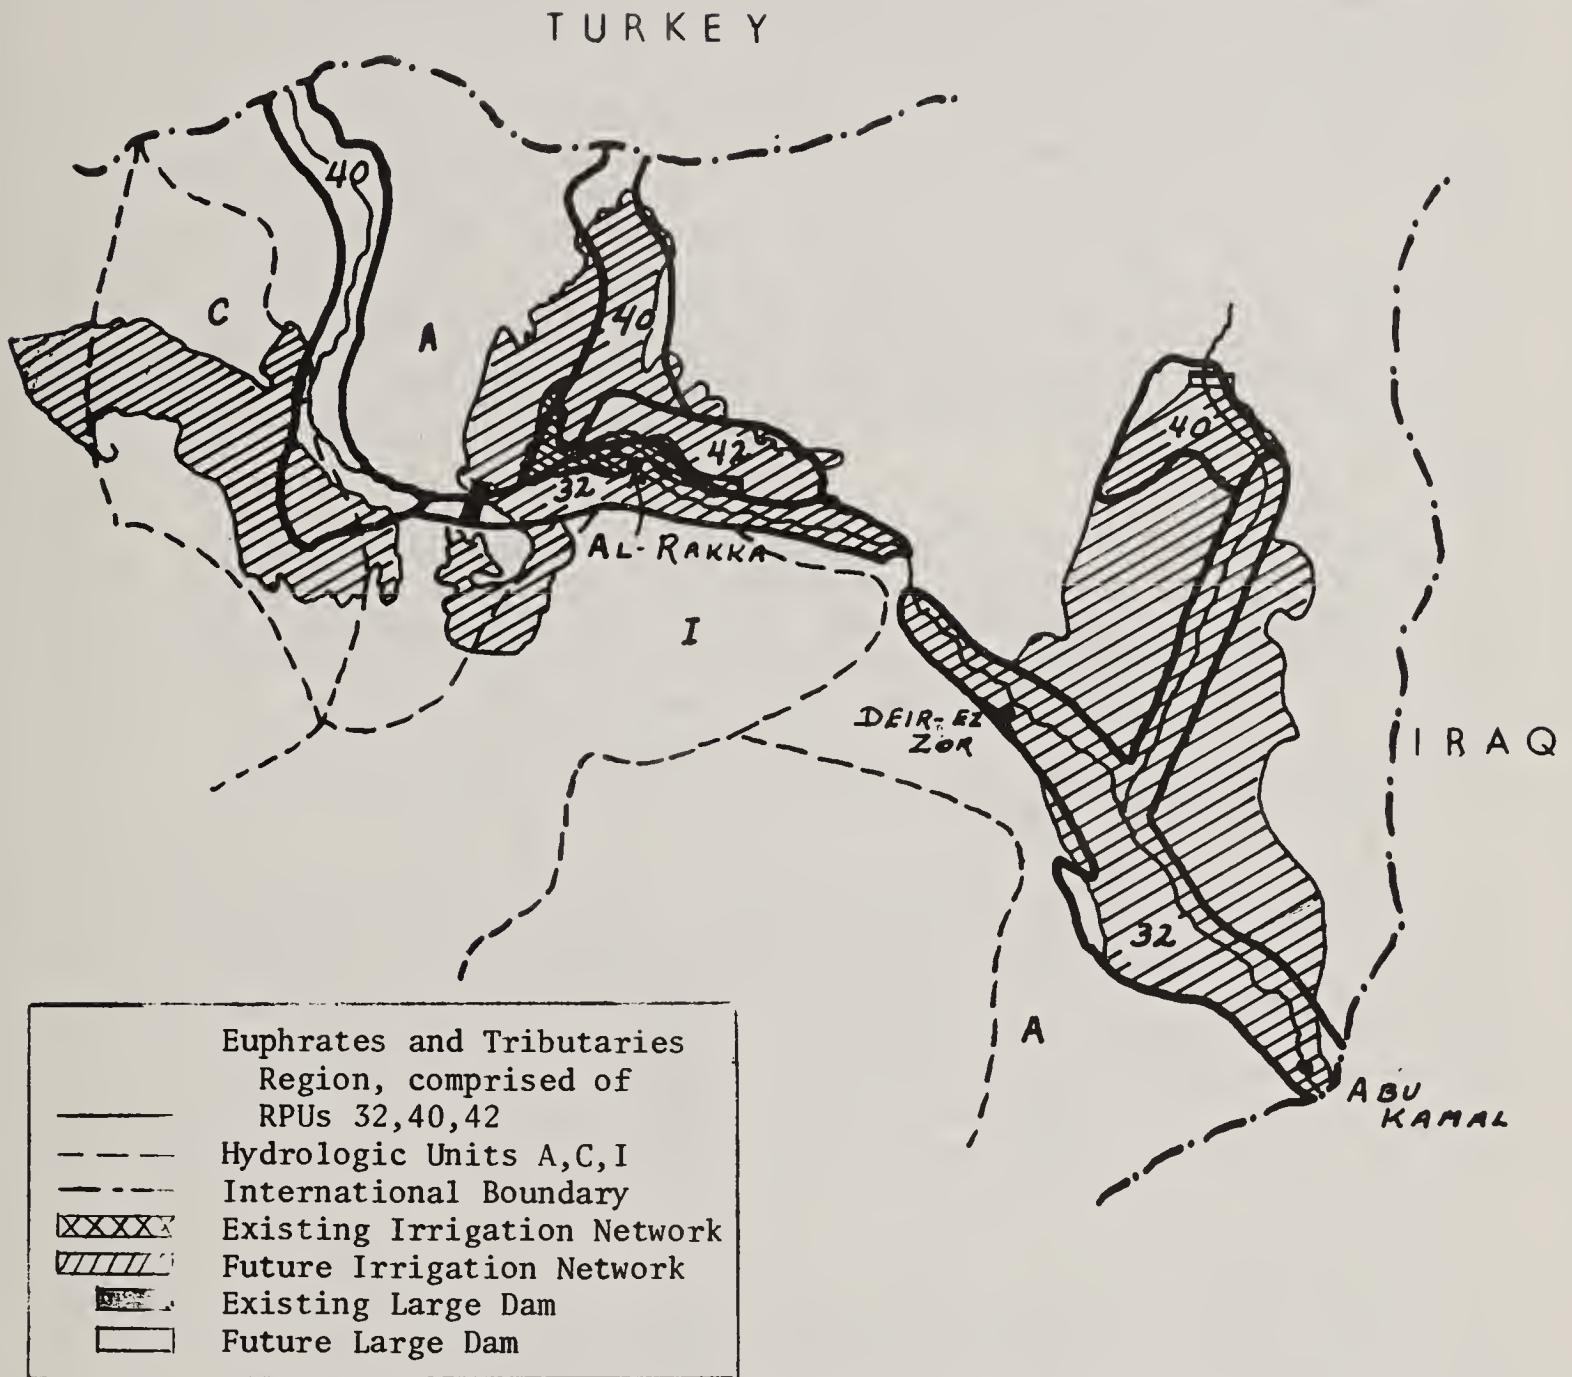 TURKEY
40
C
A
40
42
32
40
AL-RAKKA
I
DEIR-EZ
ZOR
IRAQ
32
A
ABU
KAMAL
Euphrates and Tributaries
Region, comprised of
RPUs 32,40,42
Hydrologic Units A,C,I
International Boundary
Existing Irrigation Network
Future Irrigation Network
Existing Large Dam
Future Large Dam